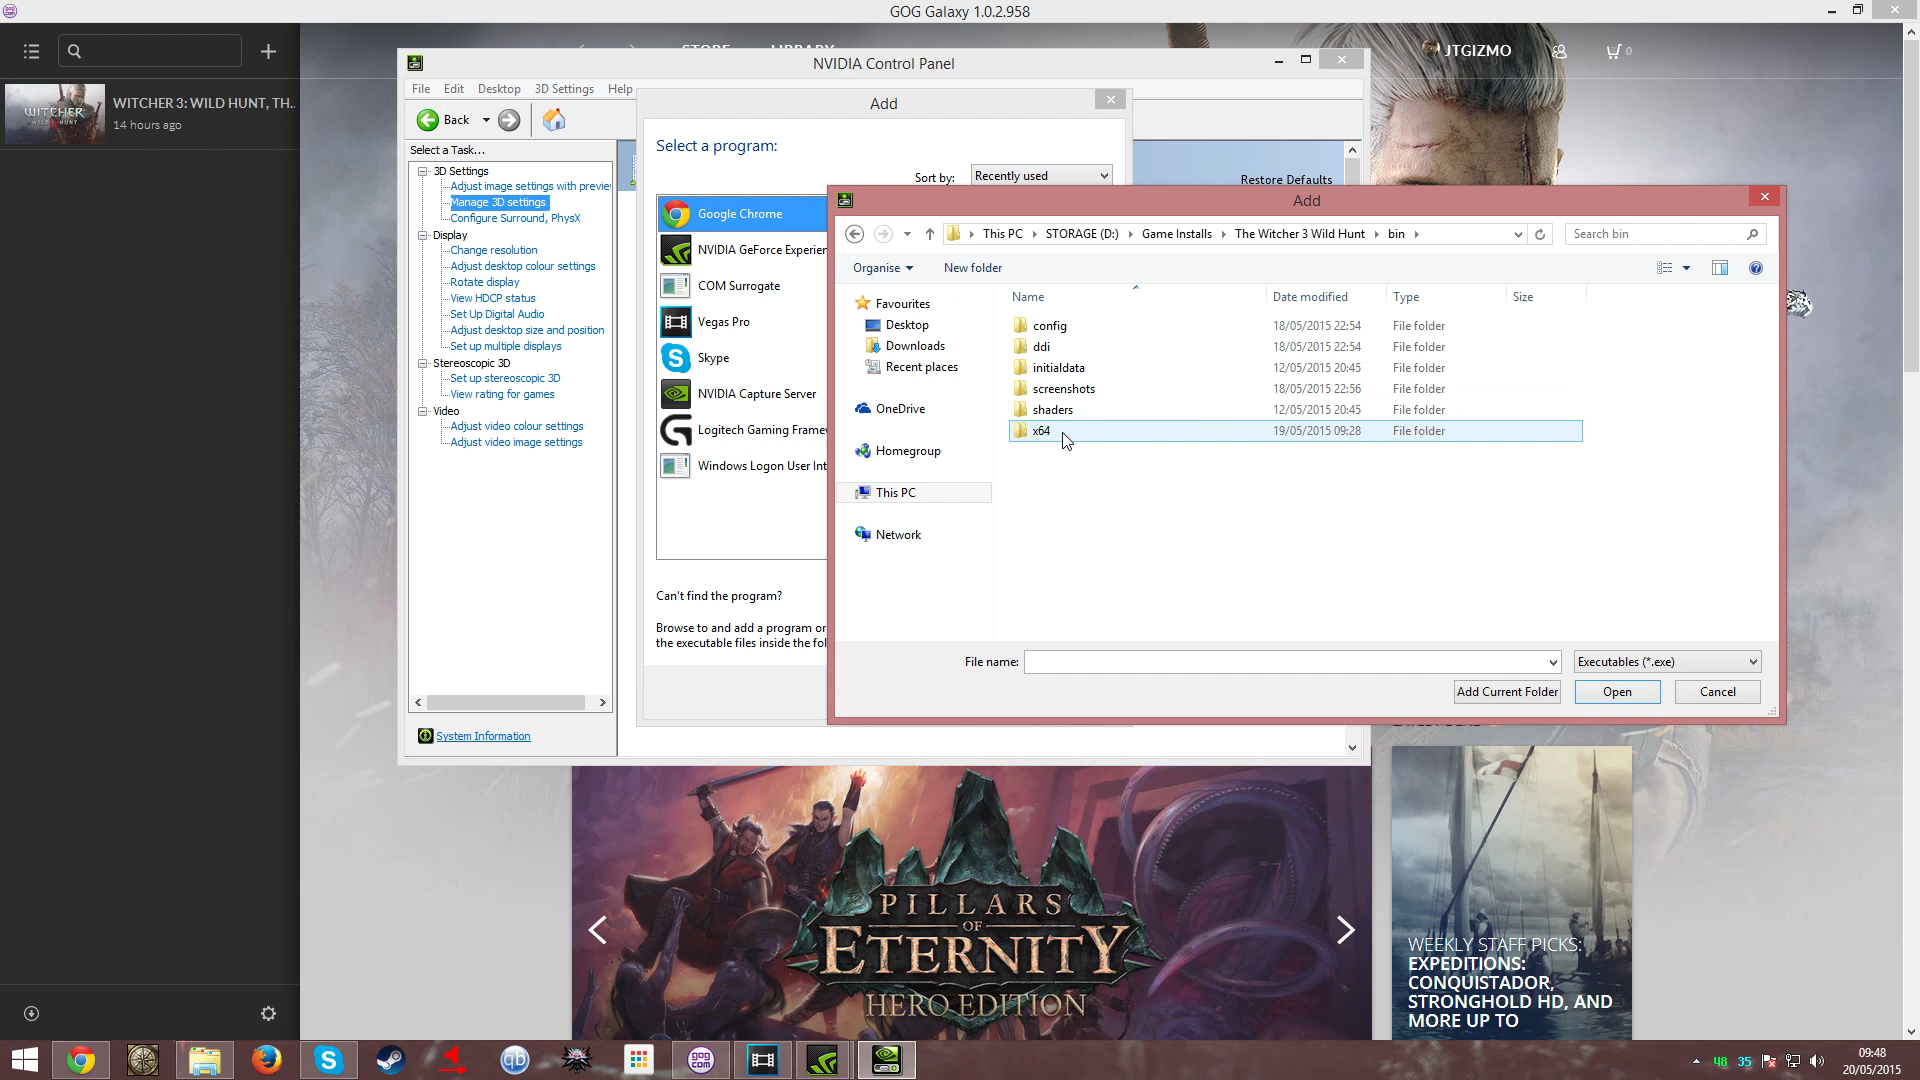 GOG Galaxy 1.0.2.958
STORE LIBRARY
JTGIZMO
0
WITCHER 3: WILD HUNT, TH...
14 hours ago
WITCHER
WILD HUNT
NVIDIA Control Panel
File Edit Desktop 3D Settings Help
Back
Select a Task...
3D Settings
Adjust image settings with preview
Manage 3D settings
Configure Surround, PhysX
Display
Change resolution
Adjust desktop colour settings
Rotate display
View HDCP status
Set Up Digital Audio
Adjust desktop size and position
Set up multiple displays
Stereoscopic 3D
Set up stereoscopic 3D
View rating for games
Video
Adjust video colour settings
Adjust video image settings
System Information
Restore Defaults
Add
Select a program:
Sort by: Recently used
Google Chrome
NVIDIA GeForce Experien
COM Surrogate
Vegas Pro
Skype
NVIDIA Capture Server
Logitech Gaming Frame
Windows Logon User Int
Can't find the program?
Browse to and add a program or
the executable files inside the fol
Add
This PC STORAGE (D:) Game Installs The Witcher 3 Wild Hunt bin
Search bin
Organise New folder
Favourites
Desktop
Downloads
Recent places
OneDrive
Homegroup
This PC
Network
Name Date modified Type Size
config 18/05/2015 22:54 File folder
ddi 18/05/2015 22:54 File folder
initialdata 12/05/2015 20:45 File folder
screenshots 18/05/2015 22:56 File folder
shaders 12/05/2015 20:45 File folder
x64 19/05/2015 09:28 File folder
File name: Executables (*.exe)
Add Current Folder Open Cancel
PILLARS
OF
ETERNITY
HERO EDITION
WEEKLY STAFF PICKS:
EXPEDITIONS:
CONQUISTADOR,
STRONGHOLD HD, AND
MORE UP TO
qb
gog
com
48 35
09:48
20/05/2015